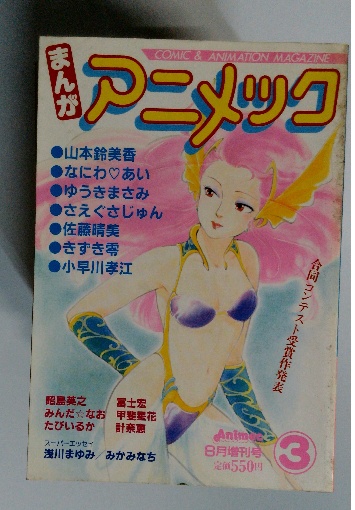 COMIC & ANIMATION MAGAZINE
まんが
アニメック
●山本鈴美香
●なにわ♡あい
●ゆうきまさみ
●さえぐさじゅん
●佐藤晴美
●きずき零
●小早川孝江
合同コンテスト受賞作発表
昭島美之 富士宏
みんだ☆なお 甲斐繁花
たびいるか 計奈恵
スーパーエッセイ
浅川まゆみ/みかみなち
Animec
8月増刊号
定価550円
3